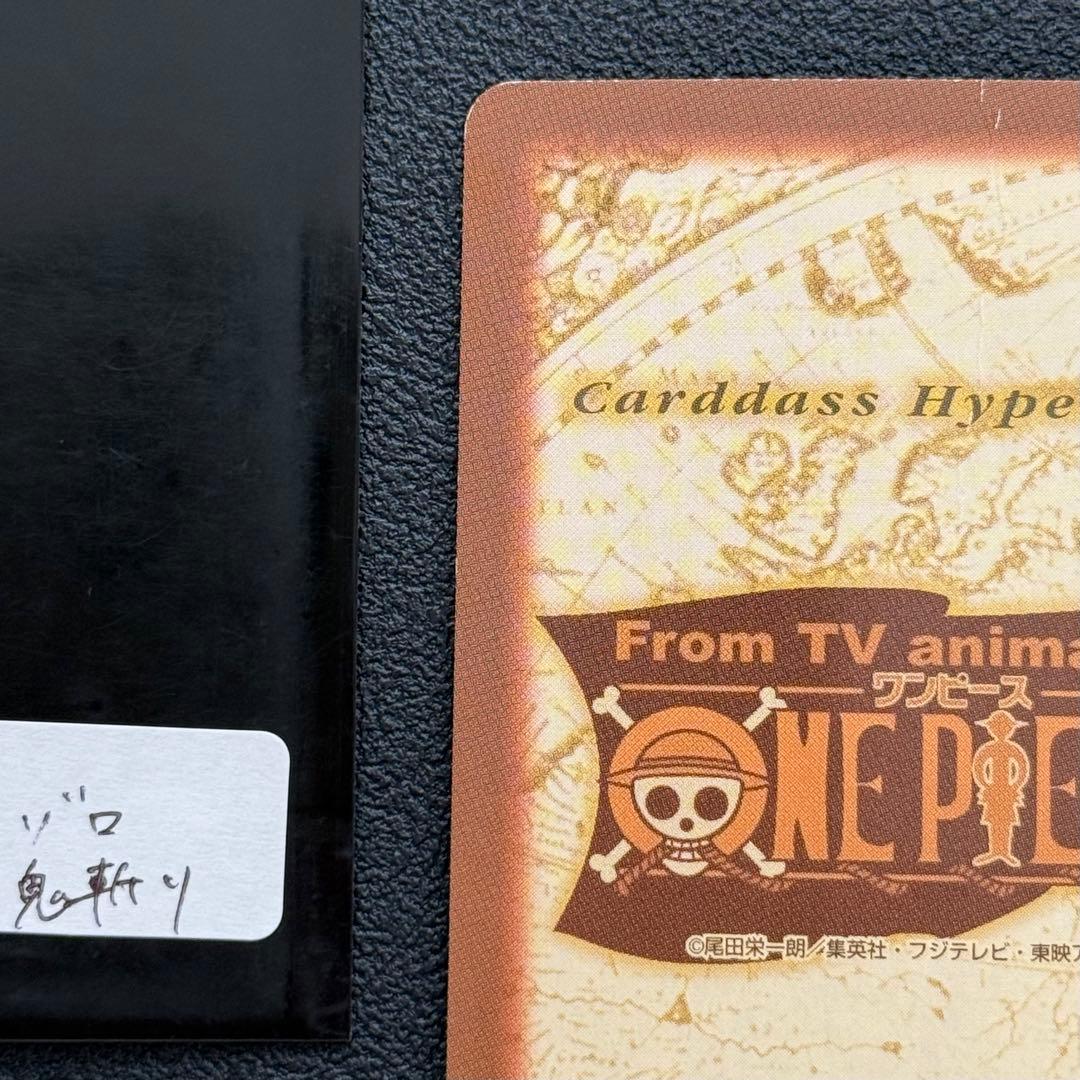 ゾロ
鬼斬り
Carddass Hype
From TV anima
ワンピース
ONE PIE
©尾田栄一郎／集英社・フジテレビ・東映ア
ELAN